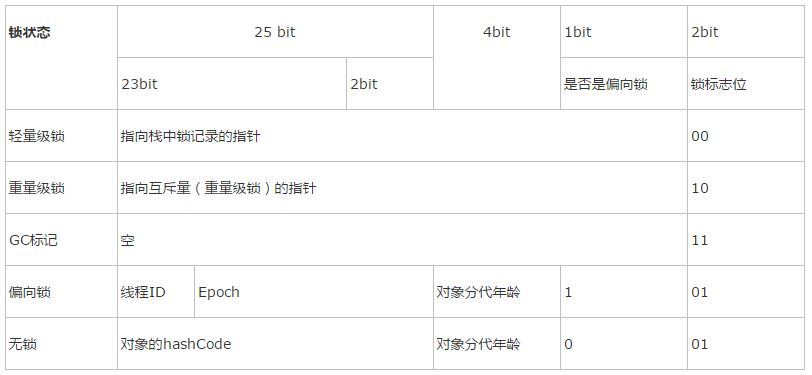 锁状态 25 bit 4bit 1bit 2bit
23bit 2bit 是否是偏向锁 锁标志位
轻量级锁 指向栈中锁记录的指针 00
重量级锁 指向互斥量（重量级锁）的指针 10
GC标记 空 11
偏向锁 线程ID Epoch 对象分代年龄 1 01
无锁 对象的hashCode 对象分代年龄 0 01